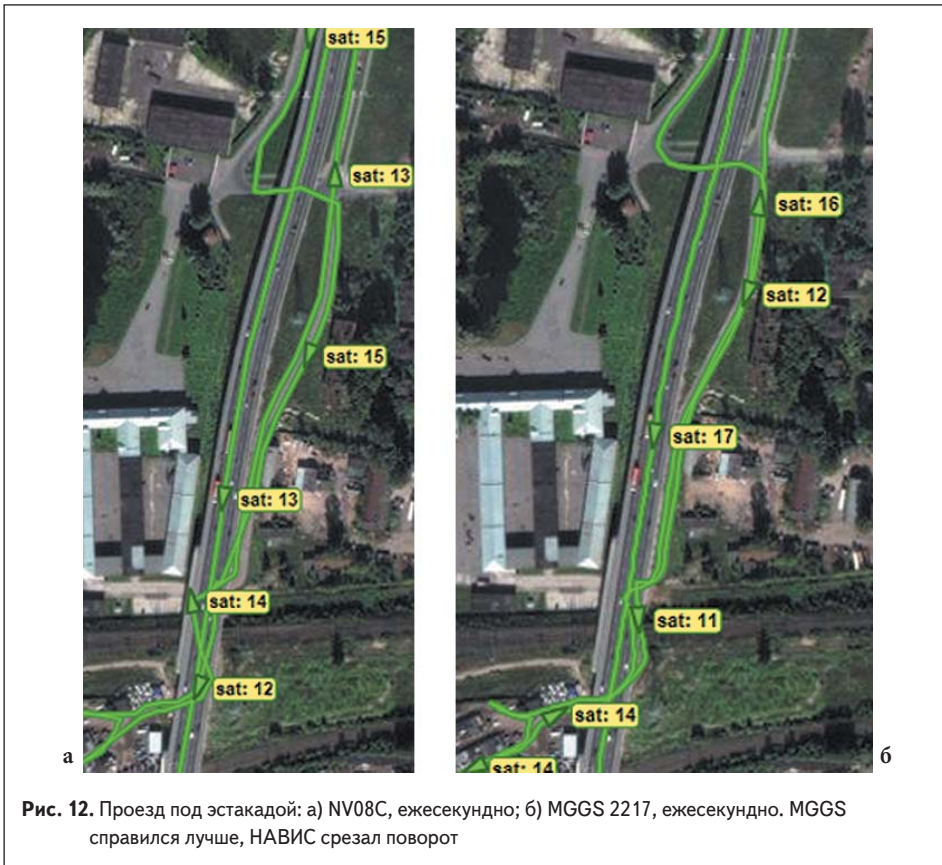 sat: 15
sat: 13
sat: 15
sat: 13
sat: 14
sat: 12
а
sat: 16
sat: 12
sat: 17
sat: 11
sat: 14
sat: 14
б
Рис. 12. Проезд под эстакадой: а) NV08C, ежесекундно; б) MGGS 2217, ежесекундно. MGGS
справился лучше, НАВИС срезал поворот